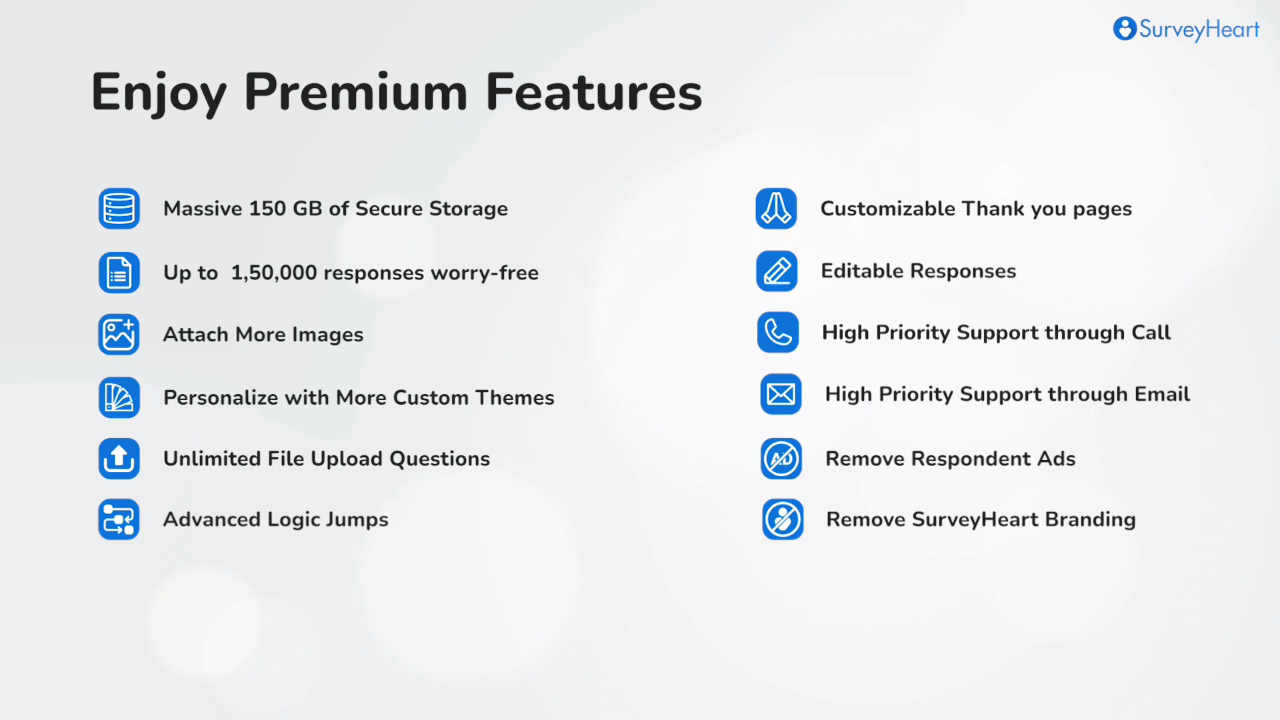 SurveyHeart
Enjoy Premium Features
Massive 150 GB of Secure Storage
Up to 1,50,000 responses worry-free
Attach More Images
Personalize with More Custom Themes
Unlimited File Upload Questions
Advanced Logic Jumps
Customizable Thank you pages
Editable Responses
High Priority Support through Call
High Priority Support through Email
AD
Remove Respondent Ads
Remove SurveyHeart Branding